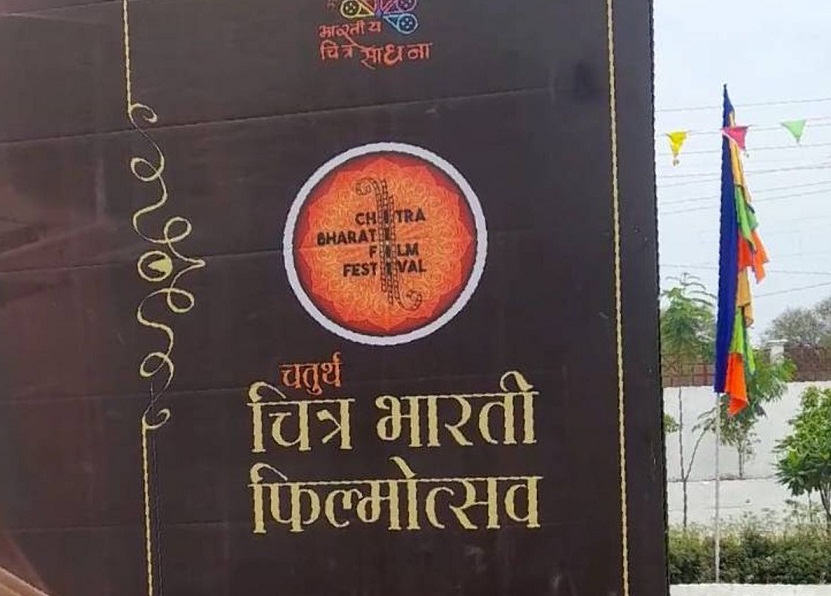 भारतीय
चित्र साधना
CHITRA
BHARATI
FILM
FESTIVAL
चतुर्थ
चित्र भारती
फिल्मोत्सव